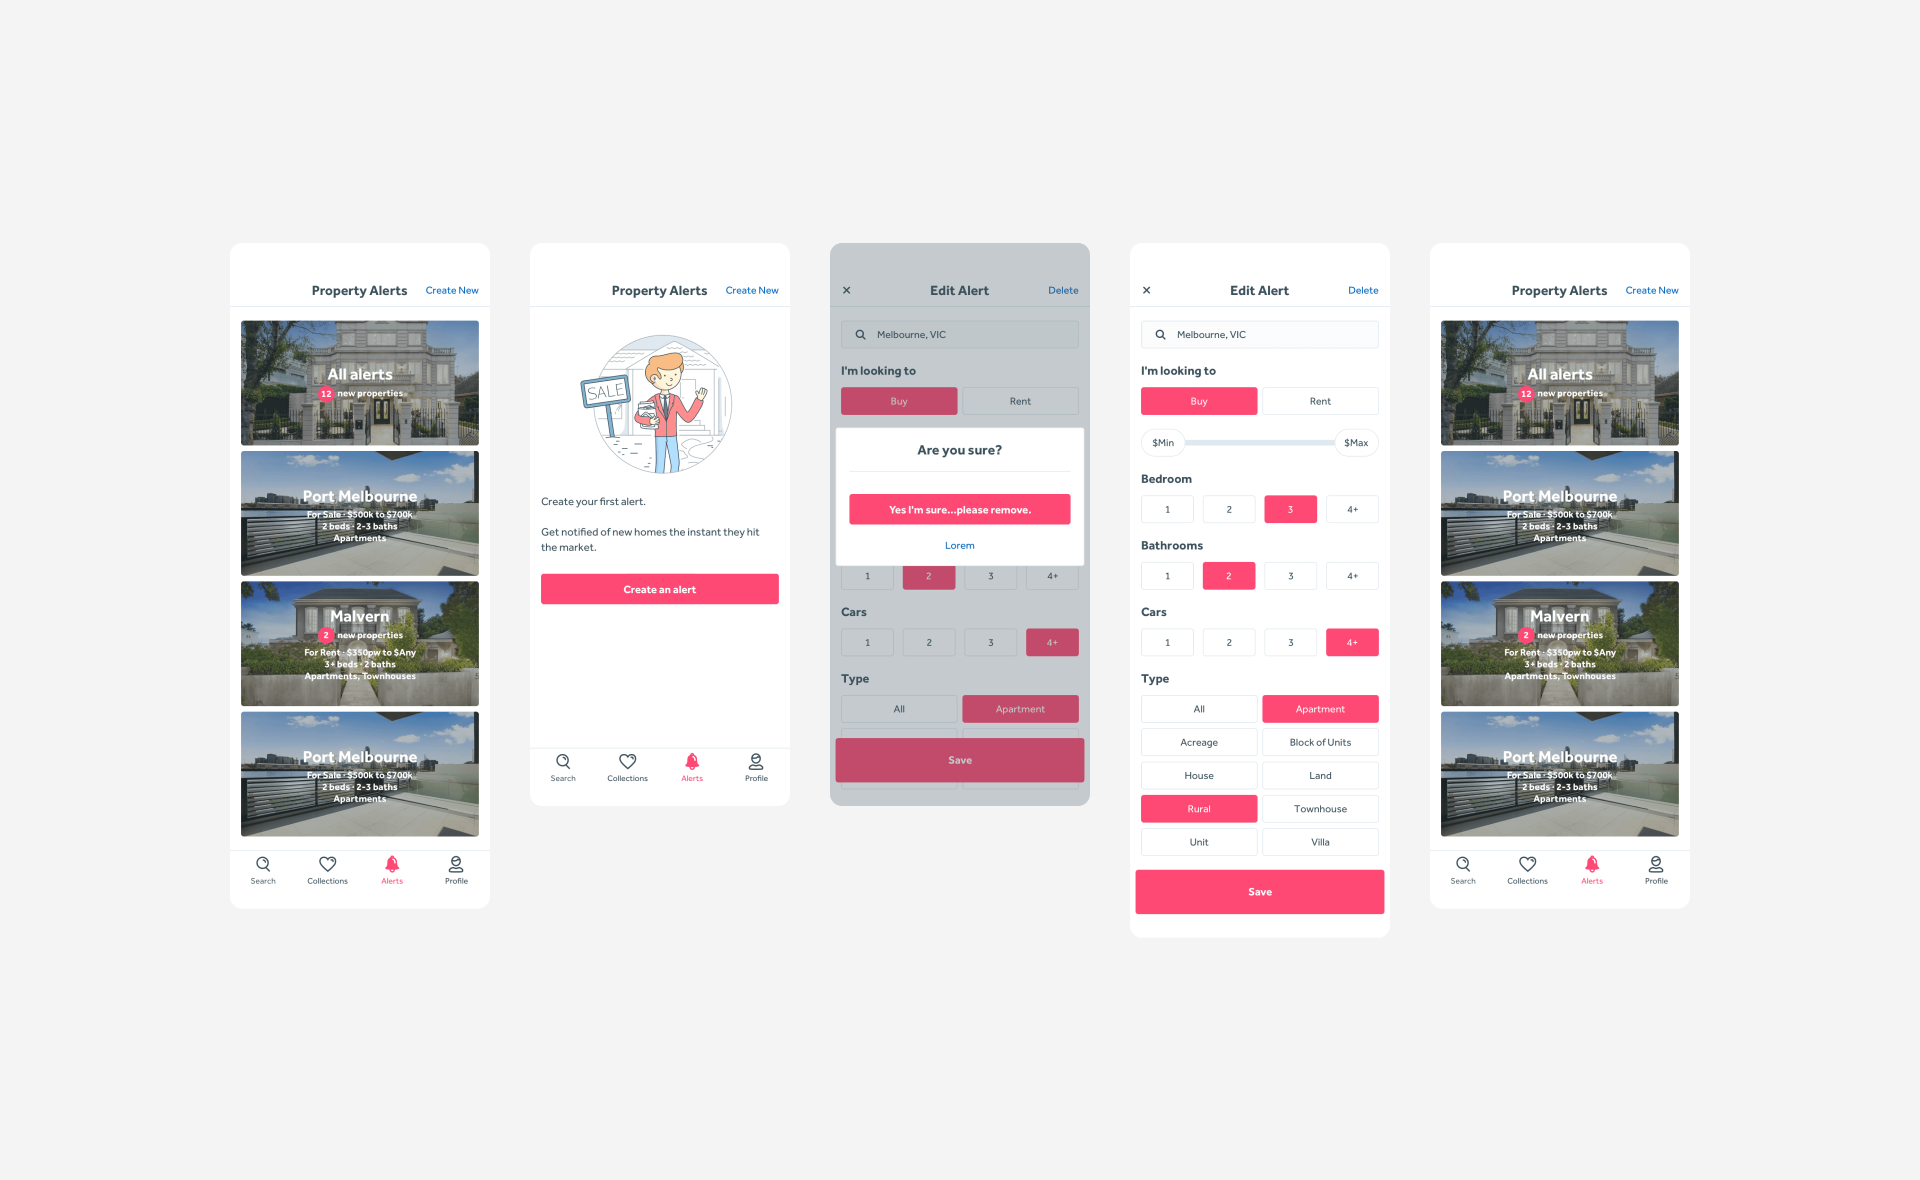 Property Alerts
Create New
All alerts
12 new properties
Port Melbourne
For Sale · $500k to $700k
2 beds · 2-3 baths
Apartments
Malvern
2 new properties
For Rent · $350pw to $Any
3+ beds · 2 baths
Apartments, Townhouses
Port Melbourne
For Sale · $500k to $700k
2 beds · 2-3 baths
Apartments
Search
Collections
Alerts
Profile
Property Alerts
Create New
SALE
Create your first alert.
Get notified of new homes the instant they hit
the market.
Create an alert
Search
Collections
Alerts
Profile
Edit Alert
Delete
Melbourne, VIC
I'm looking to
Buy
Rent
Are you sure?
Yes I'm sure...please remove.
Lorem
1
2
3
4+
Cars
1
2
3
4+
Type
All
Apartment
Save
Edit Alert
Delete
Melbourne, VIC
I'm looking to
Buy
Rent
$Min
$Max
Bedroom
1
2
3
4+
Bathrooms
1
2
3
4+
Cars
1
2
3
4+
Type
All
Apartment
Acreage
Block of Units
House
Land
Rural
Townhouse
Unit
Villa
Save
Property Alerts
Create New
All alerts
12 new properties
Port Melbourne
For Sale · $500k to $700k
2 beds · 2-3 baths
Apartments
Malvern
2 new properties
For Rent · $350pw to $Any
3+ beds · 2 baths
Apartments, Townhouses
Port Melbourne
For Sale · $500k to $700k
2 beds · 2-3 baths
Apartments
Search
Collections
Alerts
Profile